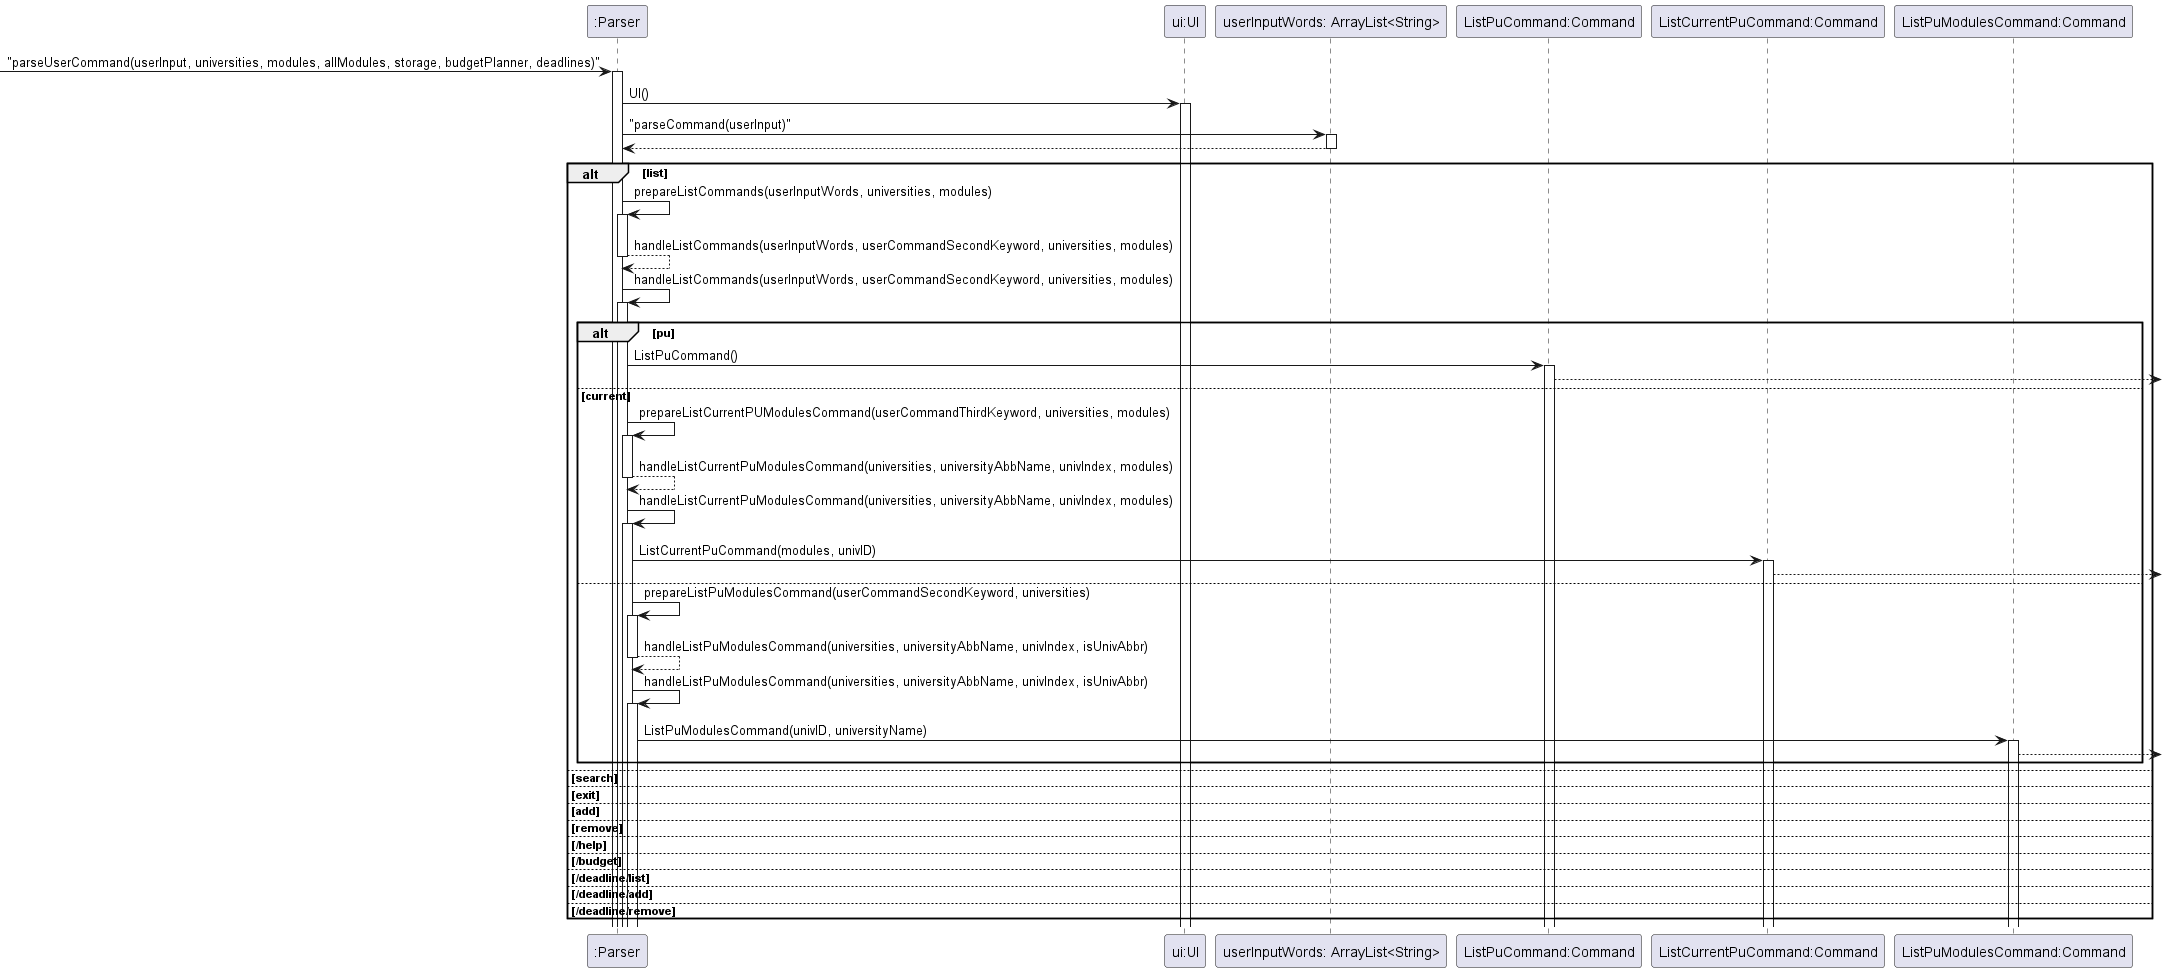 :Parser
ui:UI
userInputWords: ArrayList<String>
ListPuCommand:Command
ListCurrentPuCommand:Command
ListPuModulesCommand:Command
"parseUserCommand(userInput, universities, modules, allModules, storage, budgetPlanner, deadlines)"
UI()
"parseCommand(userInput)"
alt [list]
prepareListCommands(userInputWords, universities, modules)
handleListCommands(userInputWords, userCommandSecondKeyword, universities, modules)
handleListCommands(userInputWords, userCommandSecondKeyword, universities, modules)
alt [pu]
ListPuCommand()
[current]
prepareListCurrentPUModulesCommand(userCommandThirdKeyword, universities, modules)
handleListCurrentPuModulesCommand(universities, universityAbbName, univIndex, modules)
handleListCurrentPuModulesCommand(universities, universityAbbName, univIndex, modules)
ListCurrentPuCommand(modules, univID)
prepareListPuModulesCommand(userCommandSecondKeyword, universities)
handleListPuModulesCommand(universities, universityAbbName, univIndex, isUnivAbbr)
handleListPuModulesCommand(universities, universityAbbName, univIndex, isUnivAbbr)
ListPuModulesCommand(univID, universityName)
[search]
[exit]
[add]
[remove]
[/help]
[/budget]
[/deadline/list]
[/deadline/add]
[/deadline/remove]
:Parser
ui:UI
userInputWords: ArrayList<String>
ListPuCommand:Command
ListCurrentPuCommand:Command
ListPuModulesCommand:Command